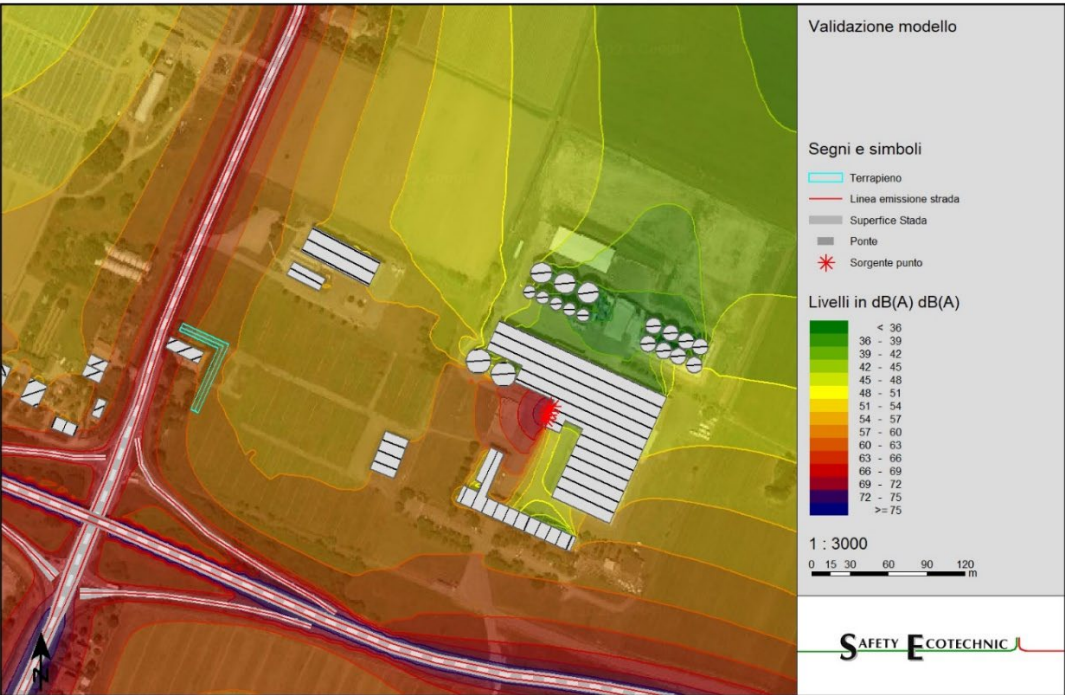 Validazione modello
Segni e simboli
Terrapieno
Linea emissione strada
Superfice Stada
Ponte
Sorgente punto
Livelli in dB(A) dB(A)
< 36
36 - 39
39 - 42
42 - 45
45 - 48
48 - 51
51 - 54
54 - 57
57 - 60
60 - 63
63 - 66
66 - 69
69 - 72
72 - 75
>= 75
1 : 3000
0 15 30 60 90 120
m
SAFETY ECOTECHNIC
N